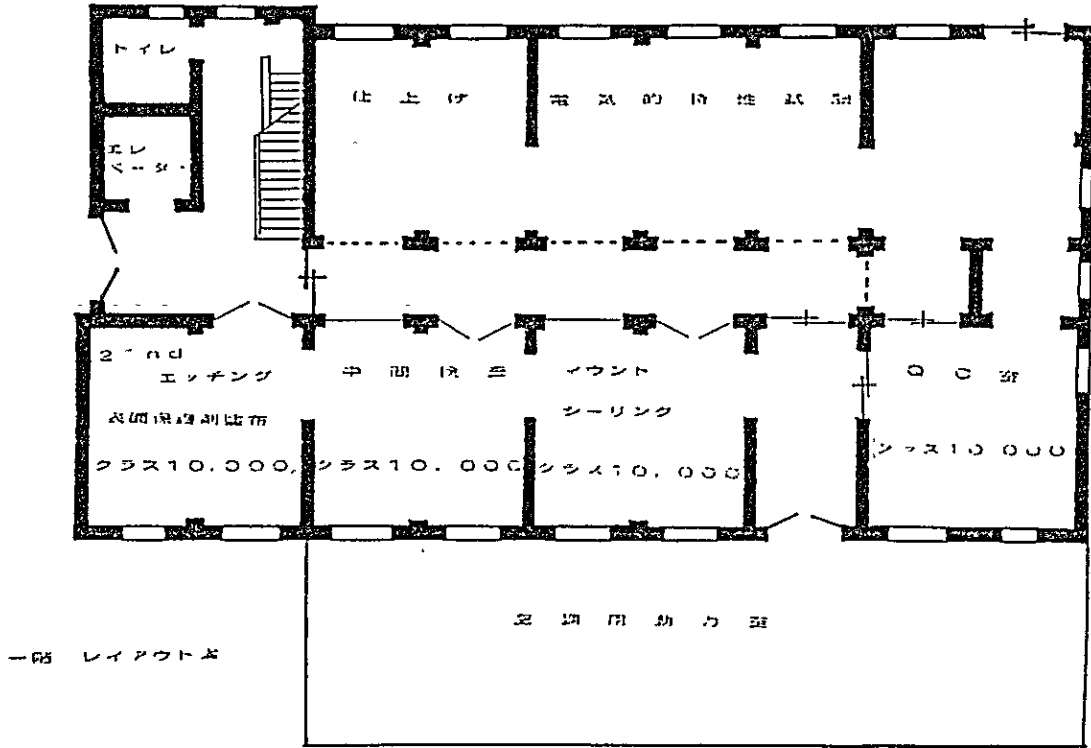 トイレ
仕上げ
電気的特性試験
エレ
ベーター
2'nd
エッチング
表面保護剤塗布
クラス10.000
中間検査
クラス10.000
マウント
シーリング
クラス10.000
QC室
クラス10.000
空調用動力室
一階 レイアウト